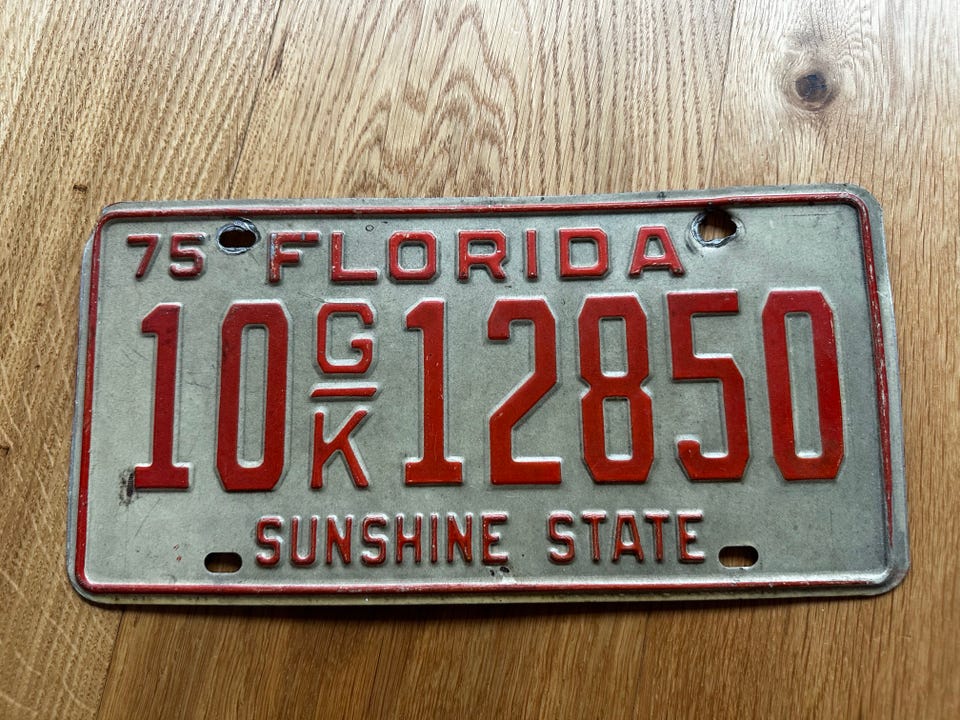 75 FLORIDA
10 G/K 12850
SUNSHINE STATE